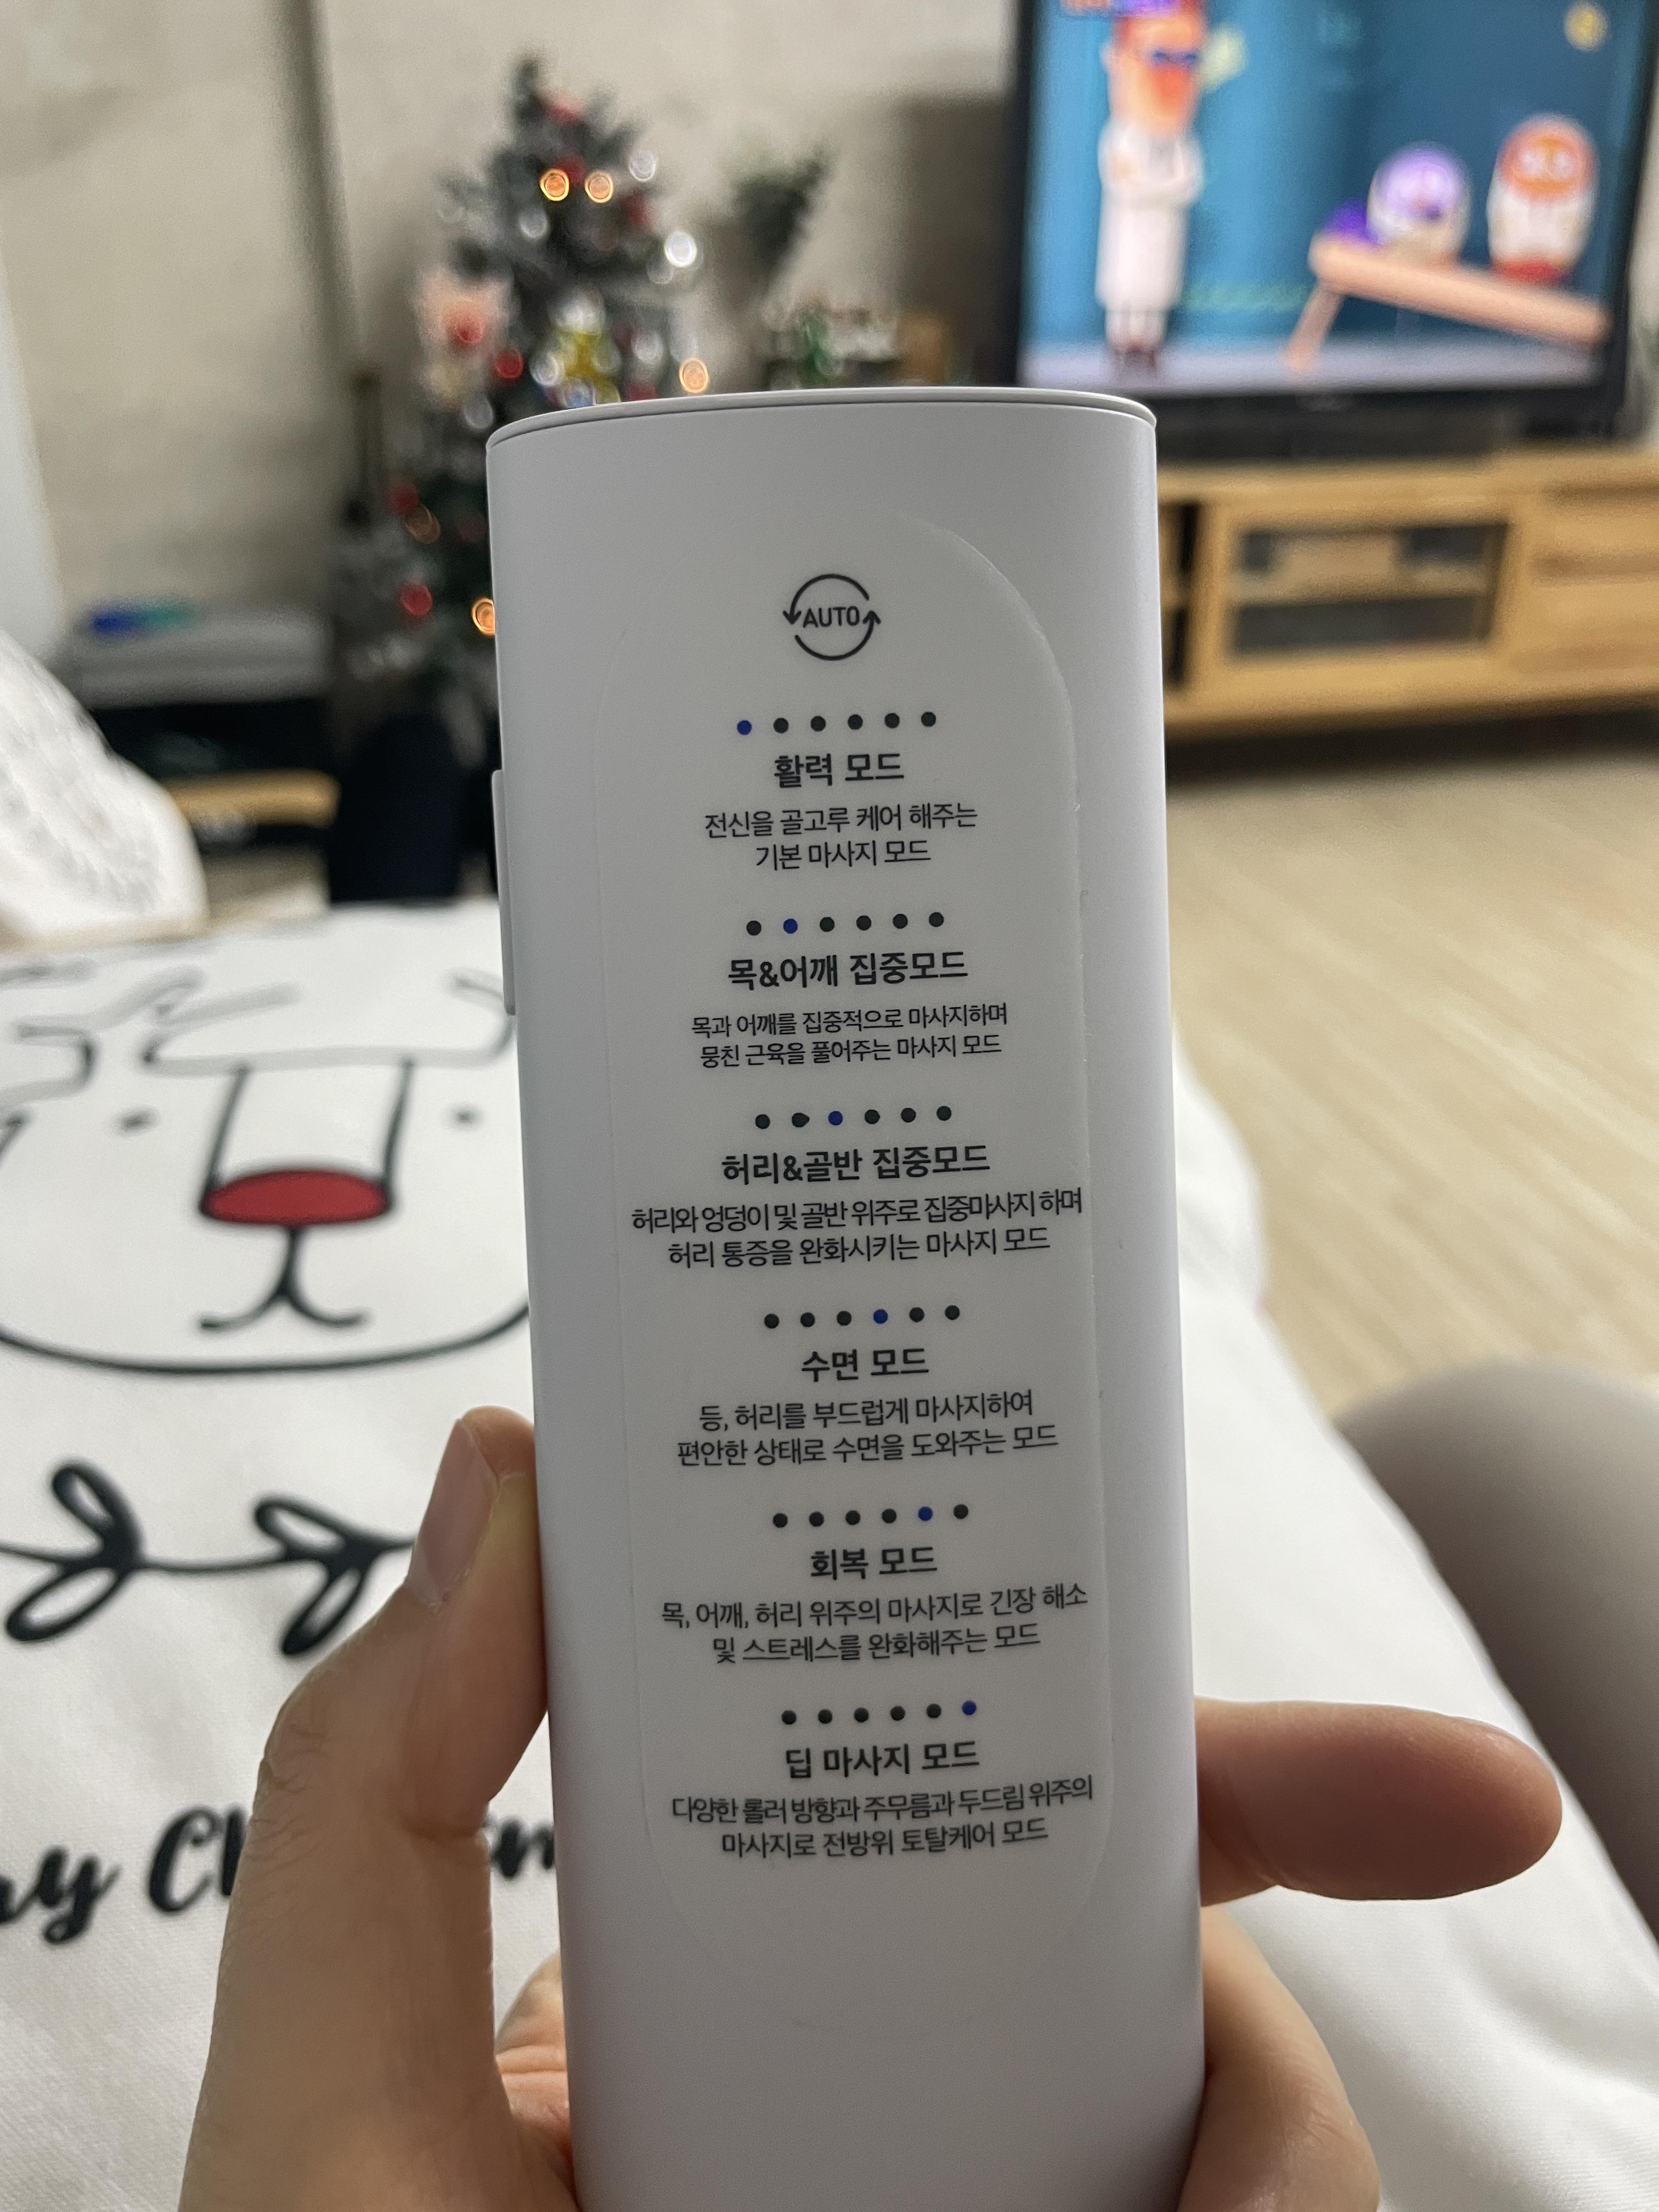 AUTO
활력 모드
전신을 골고루 케어 해주는
기본 마사지 모드
목&어깨 집중모드
목과 어깨를 집중적으로 마사지하며
뭉친 근육을 풀어주는 마사지 모드
허리&골반 집중모드
허리와 엉덩이 및 골반 위주로 집중마사지 하며
허리 통증을 완화시키는 마사지 모드
수면 모드
등, 허리를 부드럽게 마사지하여
편안한 상태로 수면을 도와주는 모드
회복 모드
목, 어깨, 허리 위주의 마사지로 긴장 해소
및 스트레스를 완화해주는 모드
딥 마사지 모드
다양한 롤러 방향과 주무름과 두드림 위주의
마사지로 전방위 토탈케어 모드